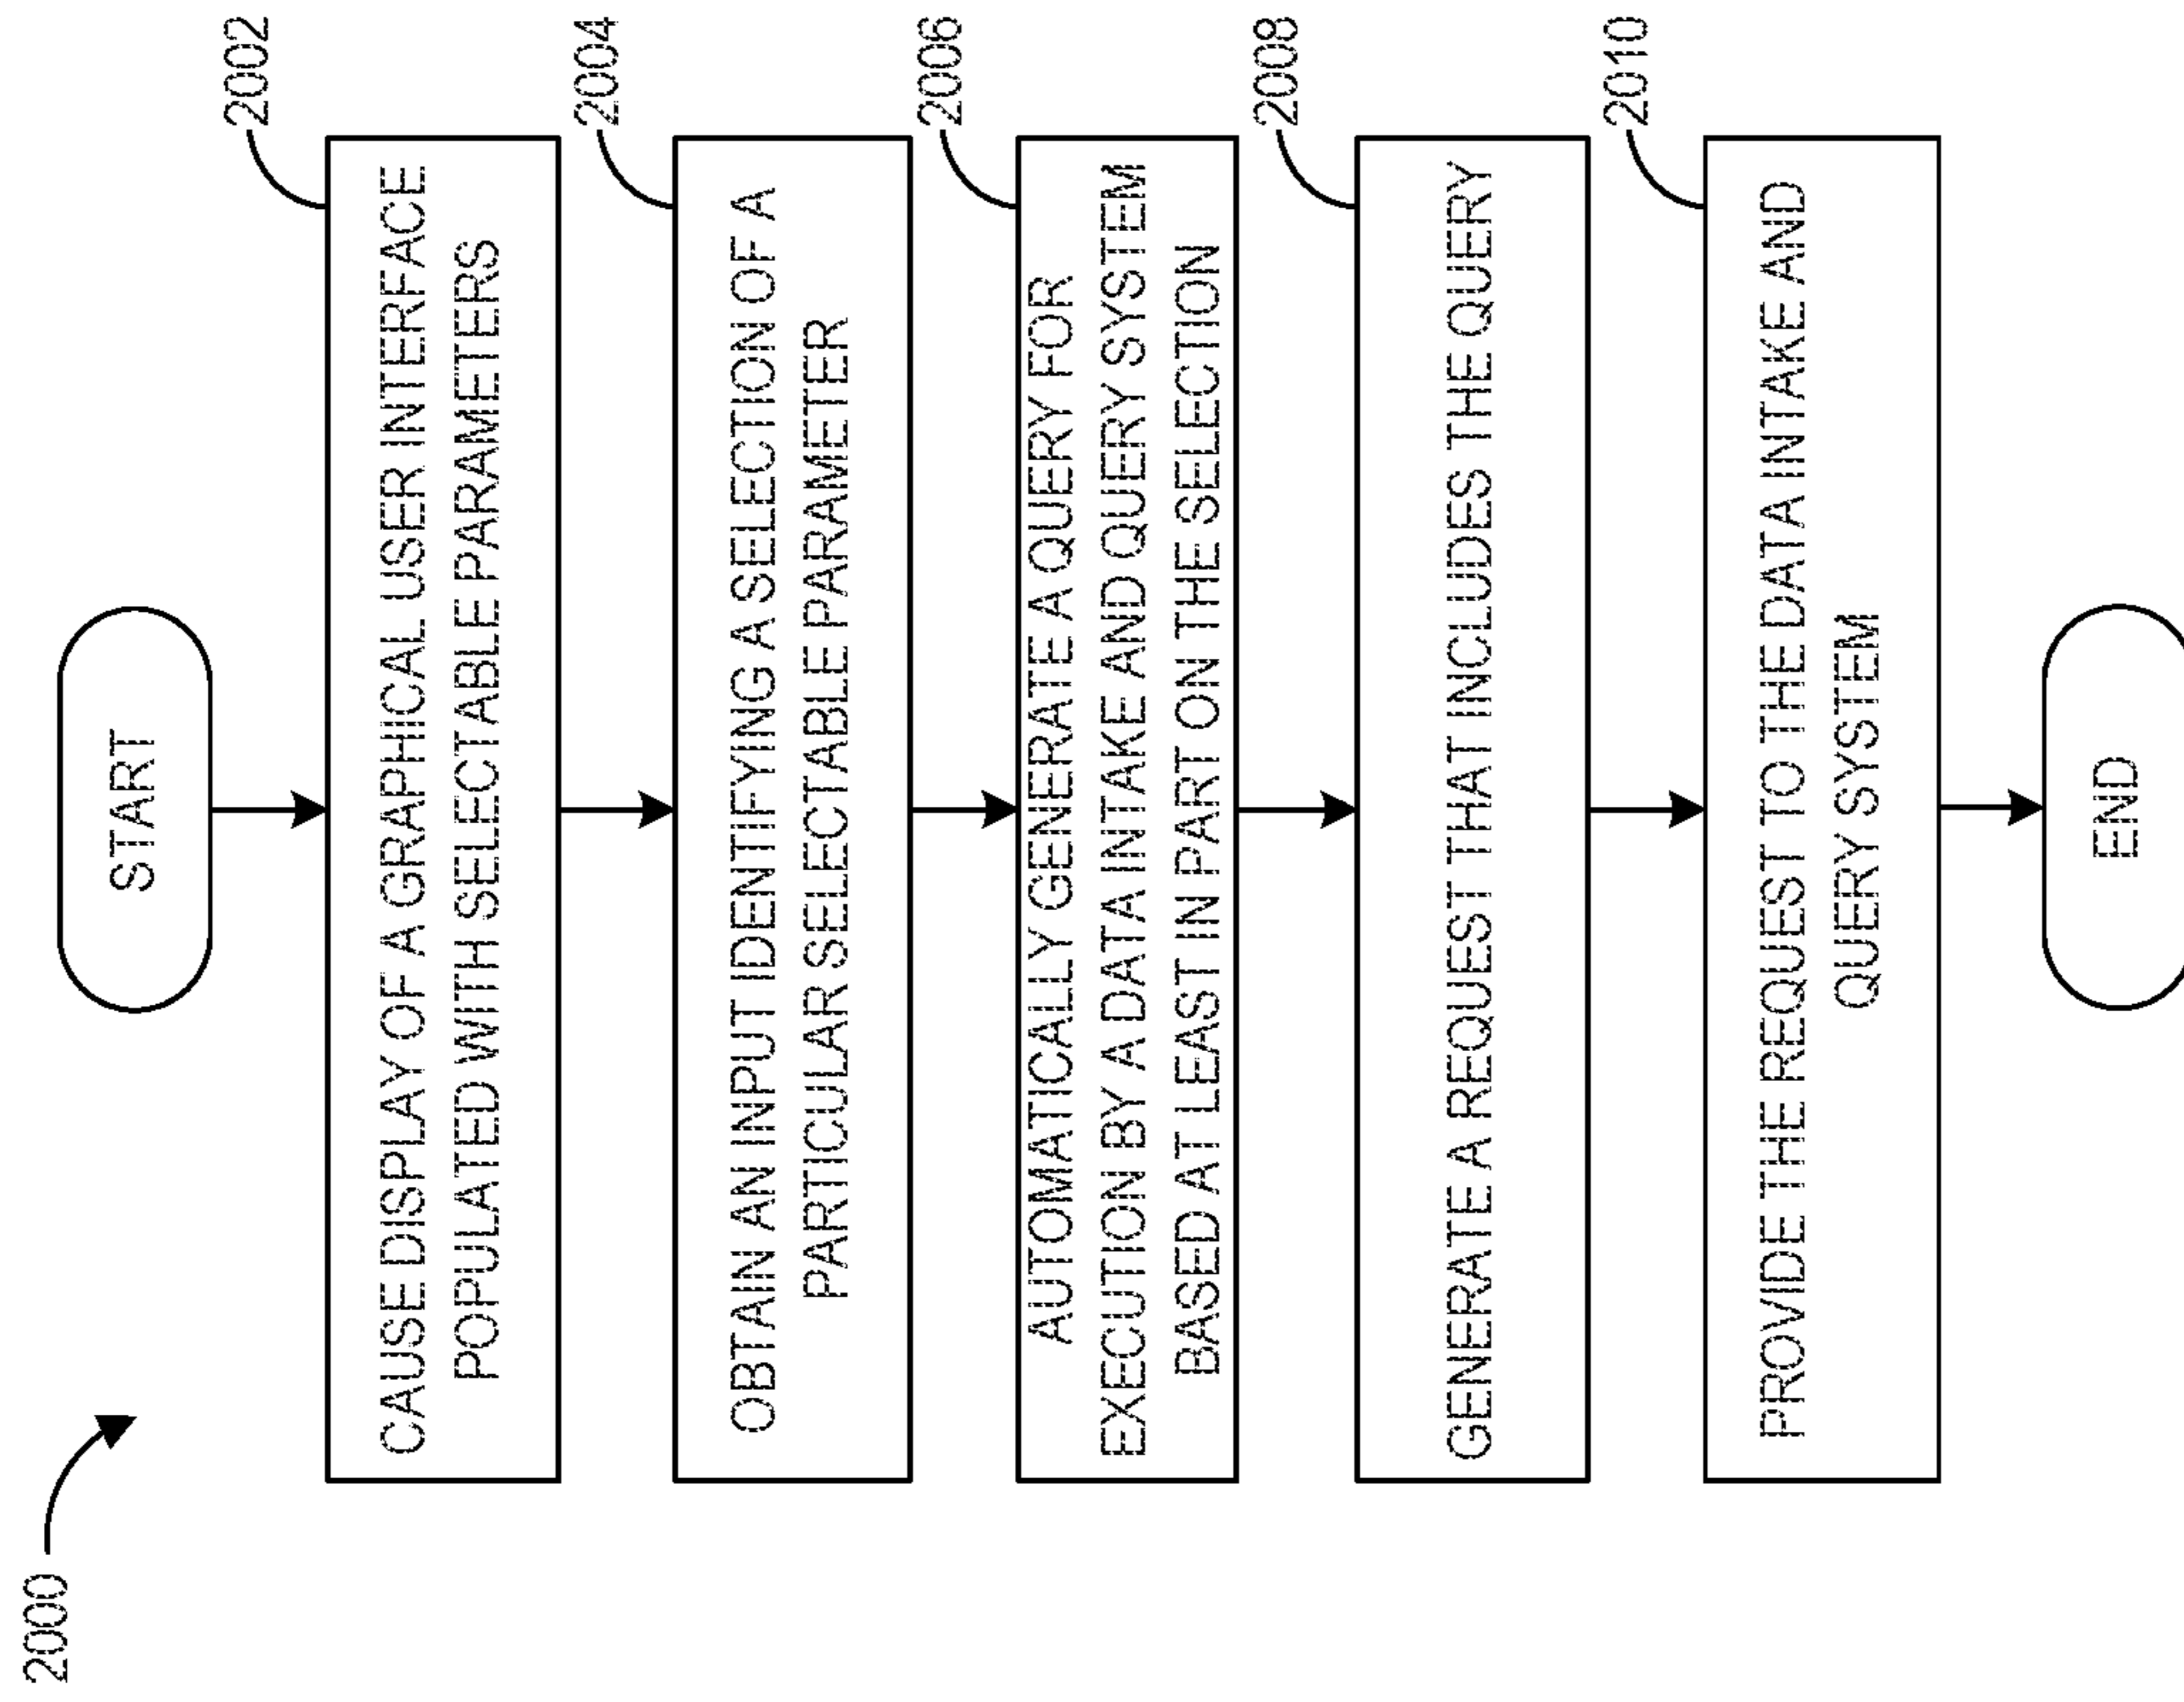 2000
START
2002
CAUSE DISPLAY OF A GRAPHICAL USER INTERFACE
POPULATED WITH SELECTABLE PARAMETERS
2004
OBTAIN AN INPUT IDENTIFYING A SELECTION OF A
PARTICULAR SELECTABLE PARAMETER
2006
AUTOMATICALLY GENERATE A QUERY FOR
EXECUTION BY A DATA INTAKE AND QUERY SYSTEM
BASED AT LEAST IN PART ON THE SELECTION
2008
GENERATE A REQUEST THAT INCLUDES THE QUERY
2010
PROVIDE THE REQUEST TO THE DATA INTAKE AND
QUERY SYSTEM
END